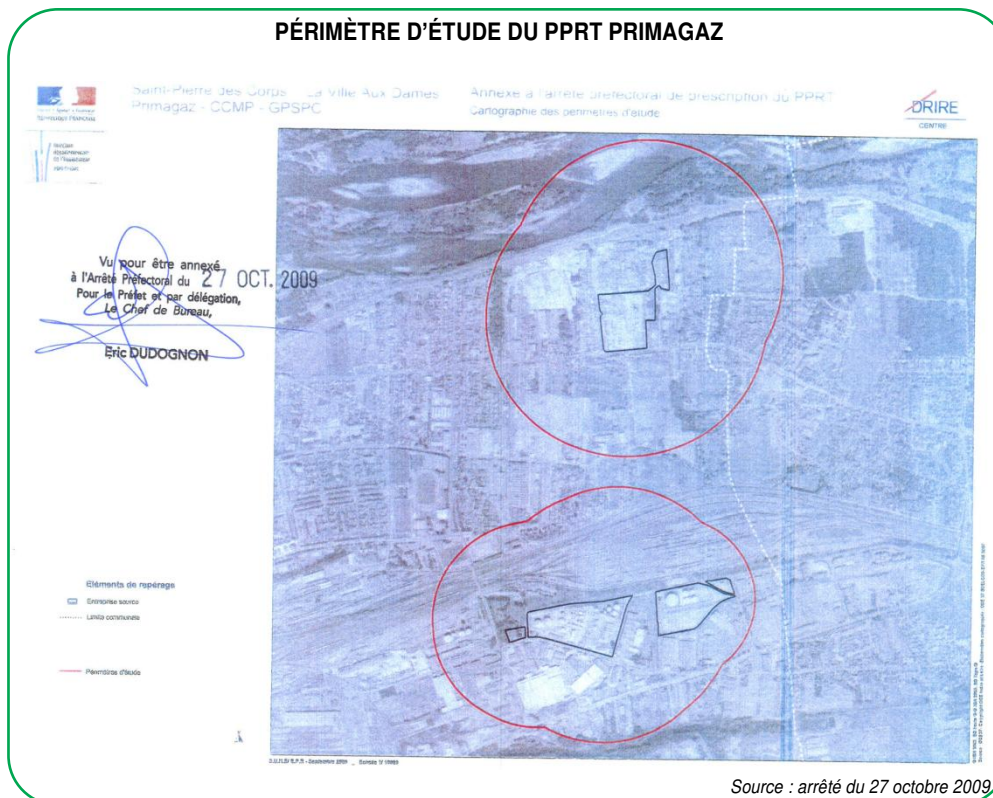 PÉRIMÈTRE D'ÉTUDE DU PPRT PRIMAGAZ
Saint-Pierre des Corps - La Ville Aux Dames
Primagaz - CCMP - GPSPC
Annexe à l'arrêté préfectoral de prescription du PPRT
Cartographie des périmètres d'étude
DRIRE
CENTRE
Vu pour être annexé
à l'Arrêté Préfectoral du 27 OCT. 2009
Pour le Préfet et par délégation,
Le Chef de Bureau,
Eric DUDOGNON
Eléments de repérage
Entreprise source
Limite communale
Périmètre d'étude
Source : arrêté du 27 octobre 2009